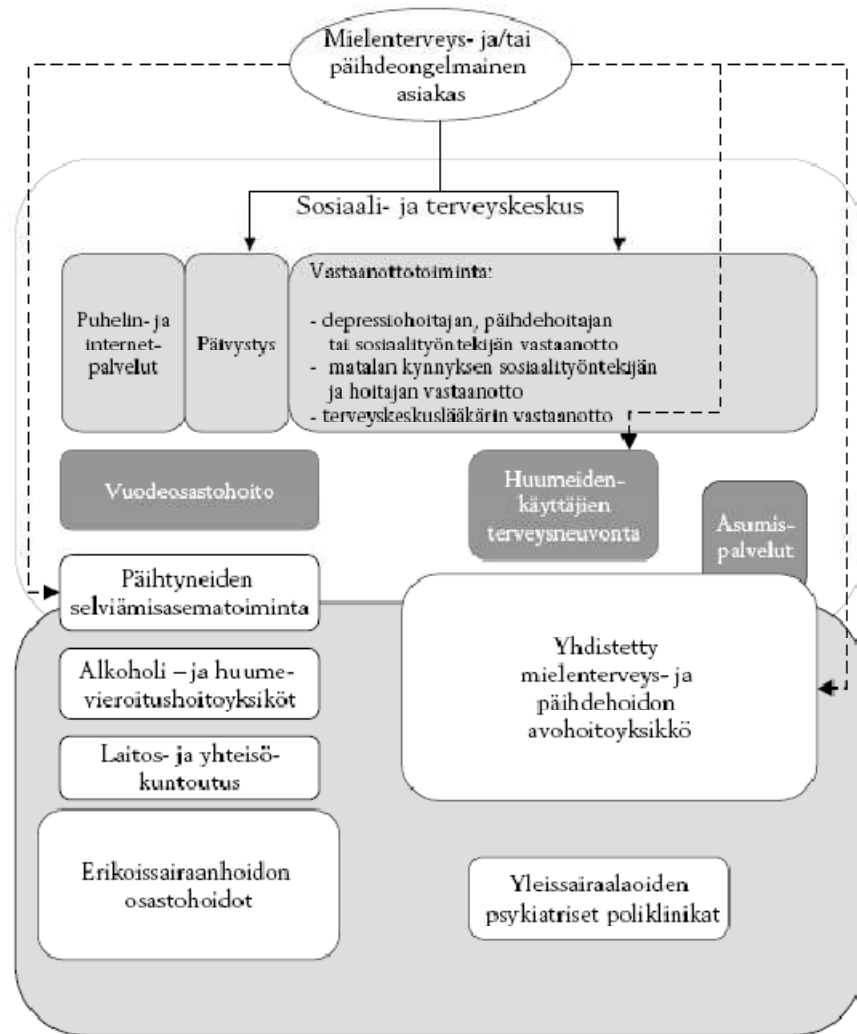 Mielenterveys- ja/tai
päihdeongelmainen
asiakas
Sosiaali- ja terveyskeskus
Puhelin- ja
internet-
palvelut
Päivystys
Vastaanottotoiminta:
- depressiohoitajan, päihdehoitajan
tai sosiaalityöntekijän vastaanotto
- matalan kynnyksen sosiaalityöntekijän
ja hoitajan vastaanotto
- terveyskeskuslääkärin vastaanotto
Vuodeosastohoito
Huumeiden-
käyttäjien
terveysneuvonta
Asumis-
palvelut
Päihtyneiden
selviämisasematoiminta
Alkoholi –ja huume-
vieroitushoitoyksiköt
Laitos- ja yhteisö-
kuntoutus
Erikoissairaanhoidon
osastohoidot
Yhdistetty
mielenterveys- ja
päihdehoidon
avohoitoyksikkö
Yleissairaalaoiden
psykiatriset poliklinikat